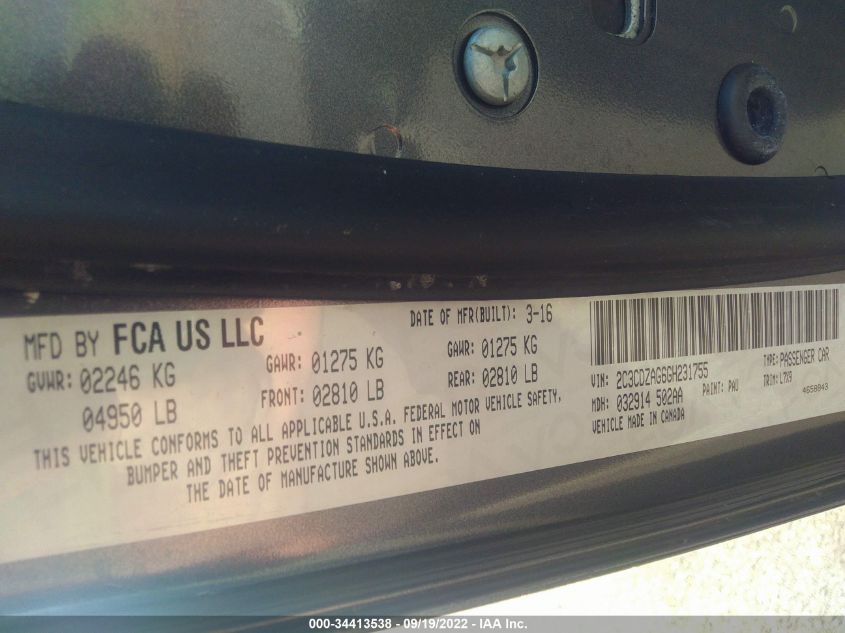 MFD BY FCA US LLC
DATE OF MFR(BUILT): 3-16
GVWR: 02246 KG
04950 LB
GAWR: 01275 KG
FRONT: 02810 LB
GAWR: 01275 KG
REAR: 02810 LB
THIS VEHICLE CONFORMS TO ALL APPLICABLE U.S.A. FEDERAL MOTOR VEHICLE SAFETY,
BUMPER AND THEFT PREVENTION STANDARDS IN EFFECT ON
THE DATE OF MANUFACTURE SHOWN ABOVE.
VIN: 2C3CDZAG6GH231755
TYPE: PASSENGER CAR
MDH: 032914 502AA
PAINT: PAU
TRIM: L7X9
VEHICLE MADE IN CANADA
4658843
000-34413538 - 09/19/2022 - IAA Inc.